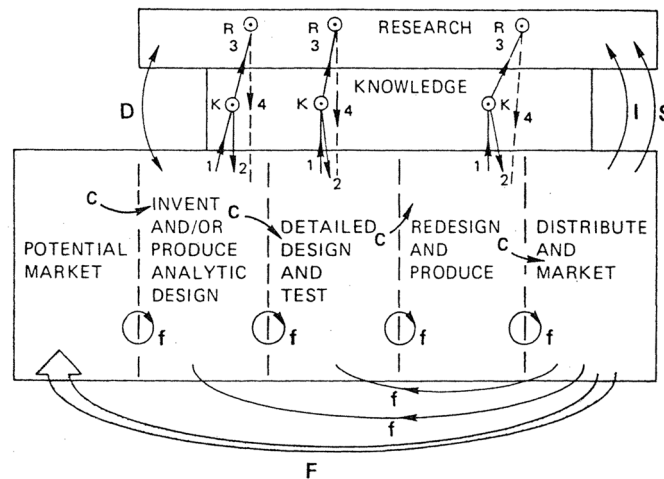 R R RESEARCH R
3 3 3
KNOWLEDGE
D K 4 K 4 K 4 I S
1 2 1 2 1 2
C INVENT
AND/OR
PRODUCE
ANALYTIC
DESIGN
POTENTIAL
MARKET
C DETAILED
DESIGN
AND
TEST
C REDESIGN
AND
PRODUCE
C DISTRIBUTE
AND
MARKET
f f f f
f
f
F